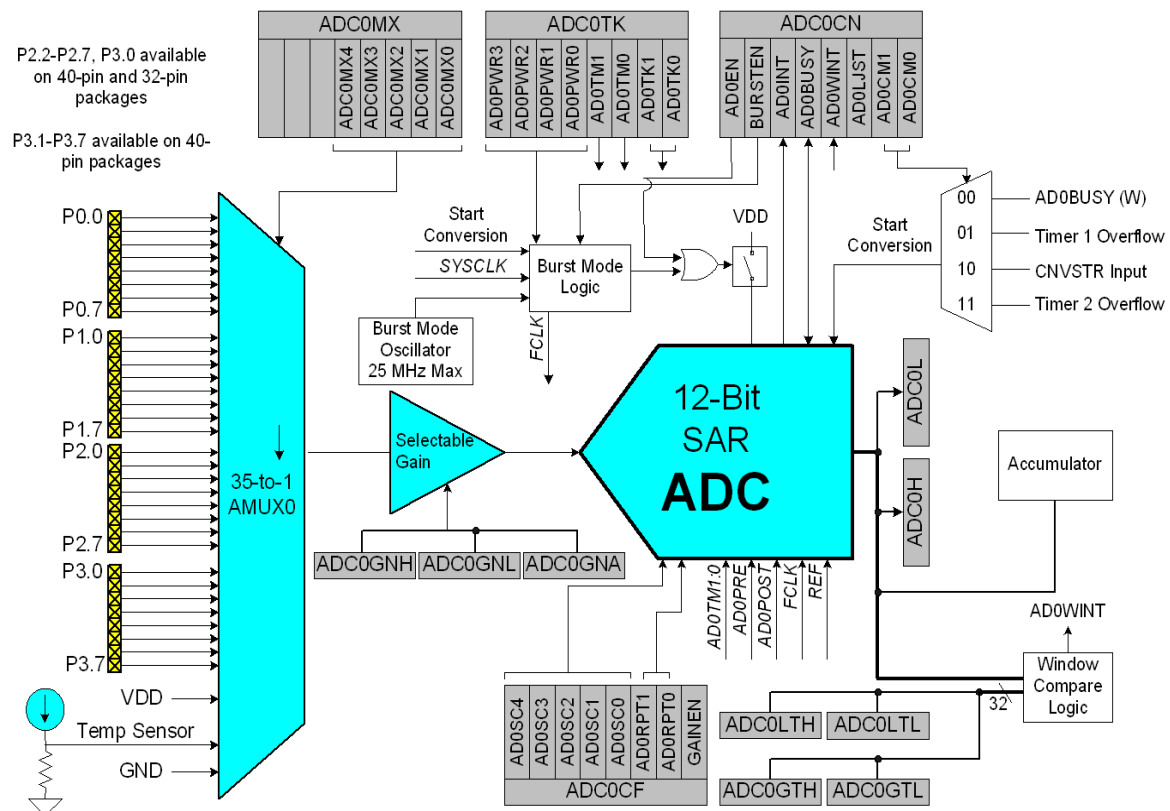 ADC0MX
ADC0MX4
ADC0MX3
ADC0MX2
ADC0MX1
ADC0MX0
ADC0TK
AD0PWR3
AD0PWR2
AD0PWR1
AD0PWR0
AD0TM1
AD0TM0
AD0TK1
AD0TK0
ADC0CN
AD0EN
BURSTEN
AD0INT
AD0BUSY
AD0WINT
AD0LJST
AD0CM1
AD0CM0
P2.2-P2.7, P3.0 available
on 40-pin and 32-pin
packages
P3.1-P3.7 available on 40-
pin packages
P0.0
P0.7
P1.0
P1.7
P2.0
P2.7
P3.0
P3.7
VDD
Temp Sensor
GND
35-to-1
AMUX0
Start
Conversion
SYSCLK
Burst Mode
Logic
Burst Mode
Oscillator
25 MHz Max
FCLK
VDD
Start
Conversion
00
01
10
11
AD0BUSY (W)
Timer 1 Overflow
CNVSTR Input
Timer 2 Overflow
Selectable
Gain
ADC0GNH
ADC0GNL
ADC0GNA
12-Bit
SAR
ADC
ADC0L
ADC0H
Accumulator
AD0TM1:0
AD0PRE
AD0POST
FCLK
REF
AD0WINT
Window
Compare
Logic
32
ADC0LTH
ADC0LTL
ADC0GTH
ADC0GTL
AD0SC4
AD0SC3
AD0SC2
AD0SC1
AD0SC0
AD0RPT1
AD0RPT0
GAINEN
ADC0CF